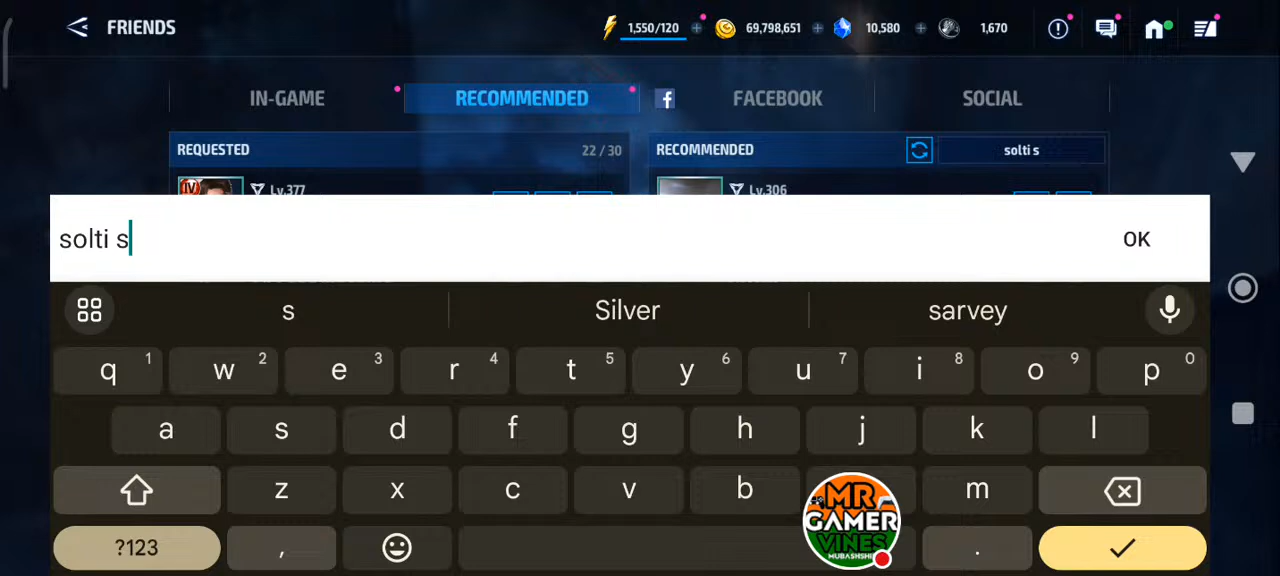 FRIENDS
1,550/120
69,798,651
10,580
1,670
IN-GAME
RECOMMENDED
FACEBOOK
SOCIAL
REQUESTED
22 / 30
RECOMMENDED
solti s
IV
Lv.377
Lv.306
solti s
OK
s
Silver
sarvey
q 1 w 2 e 3 r 4 t 5 y 6 u 7 i 8 o 9 p 0
a s d f g h j k l
z x c v b m
?123 , .
MR
GAMER
VINES
MUBASHSHIR